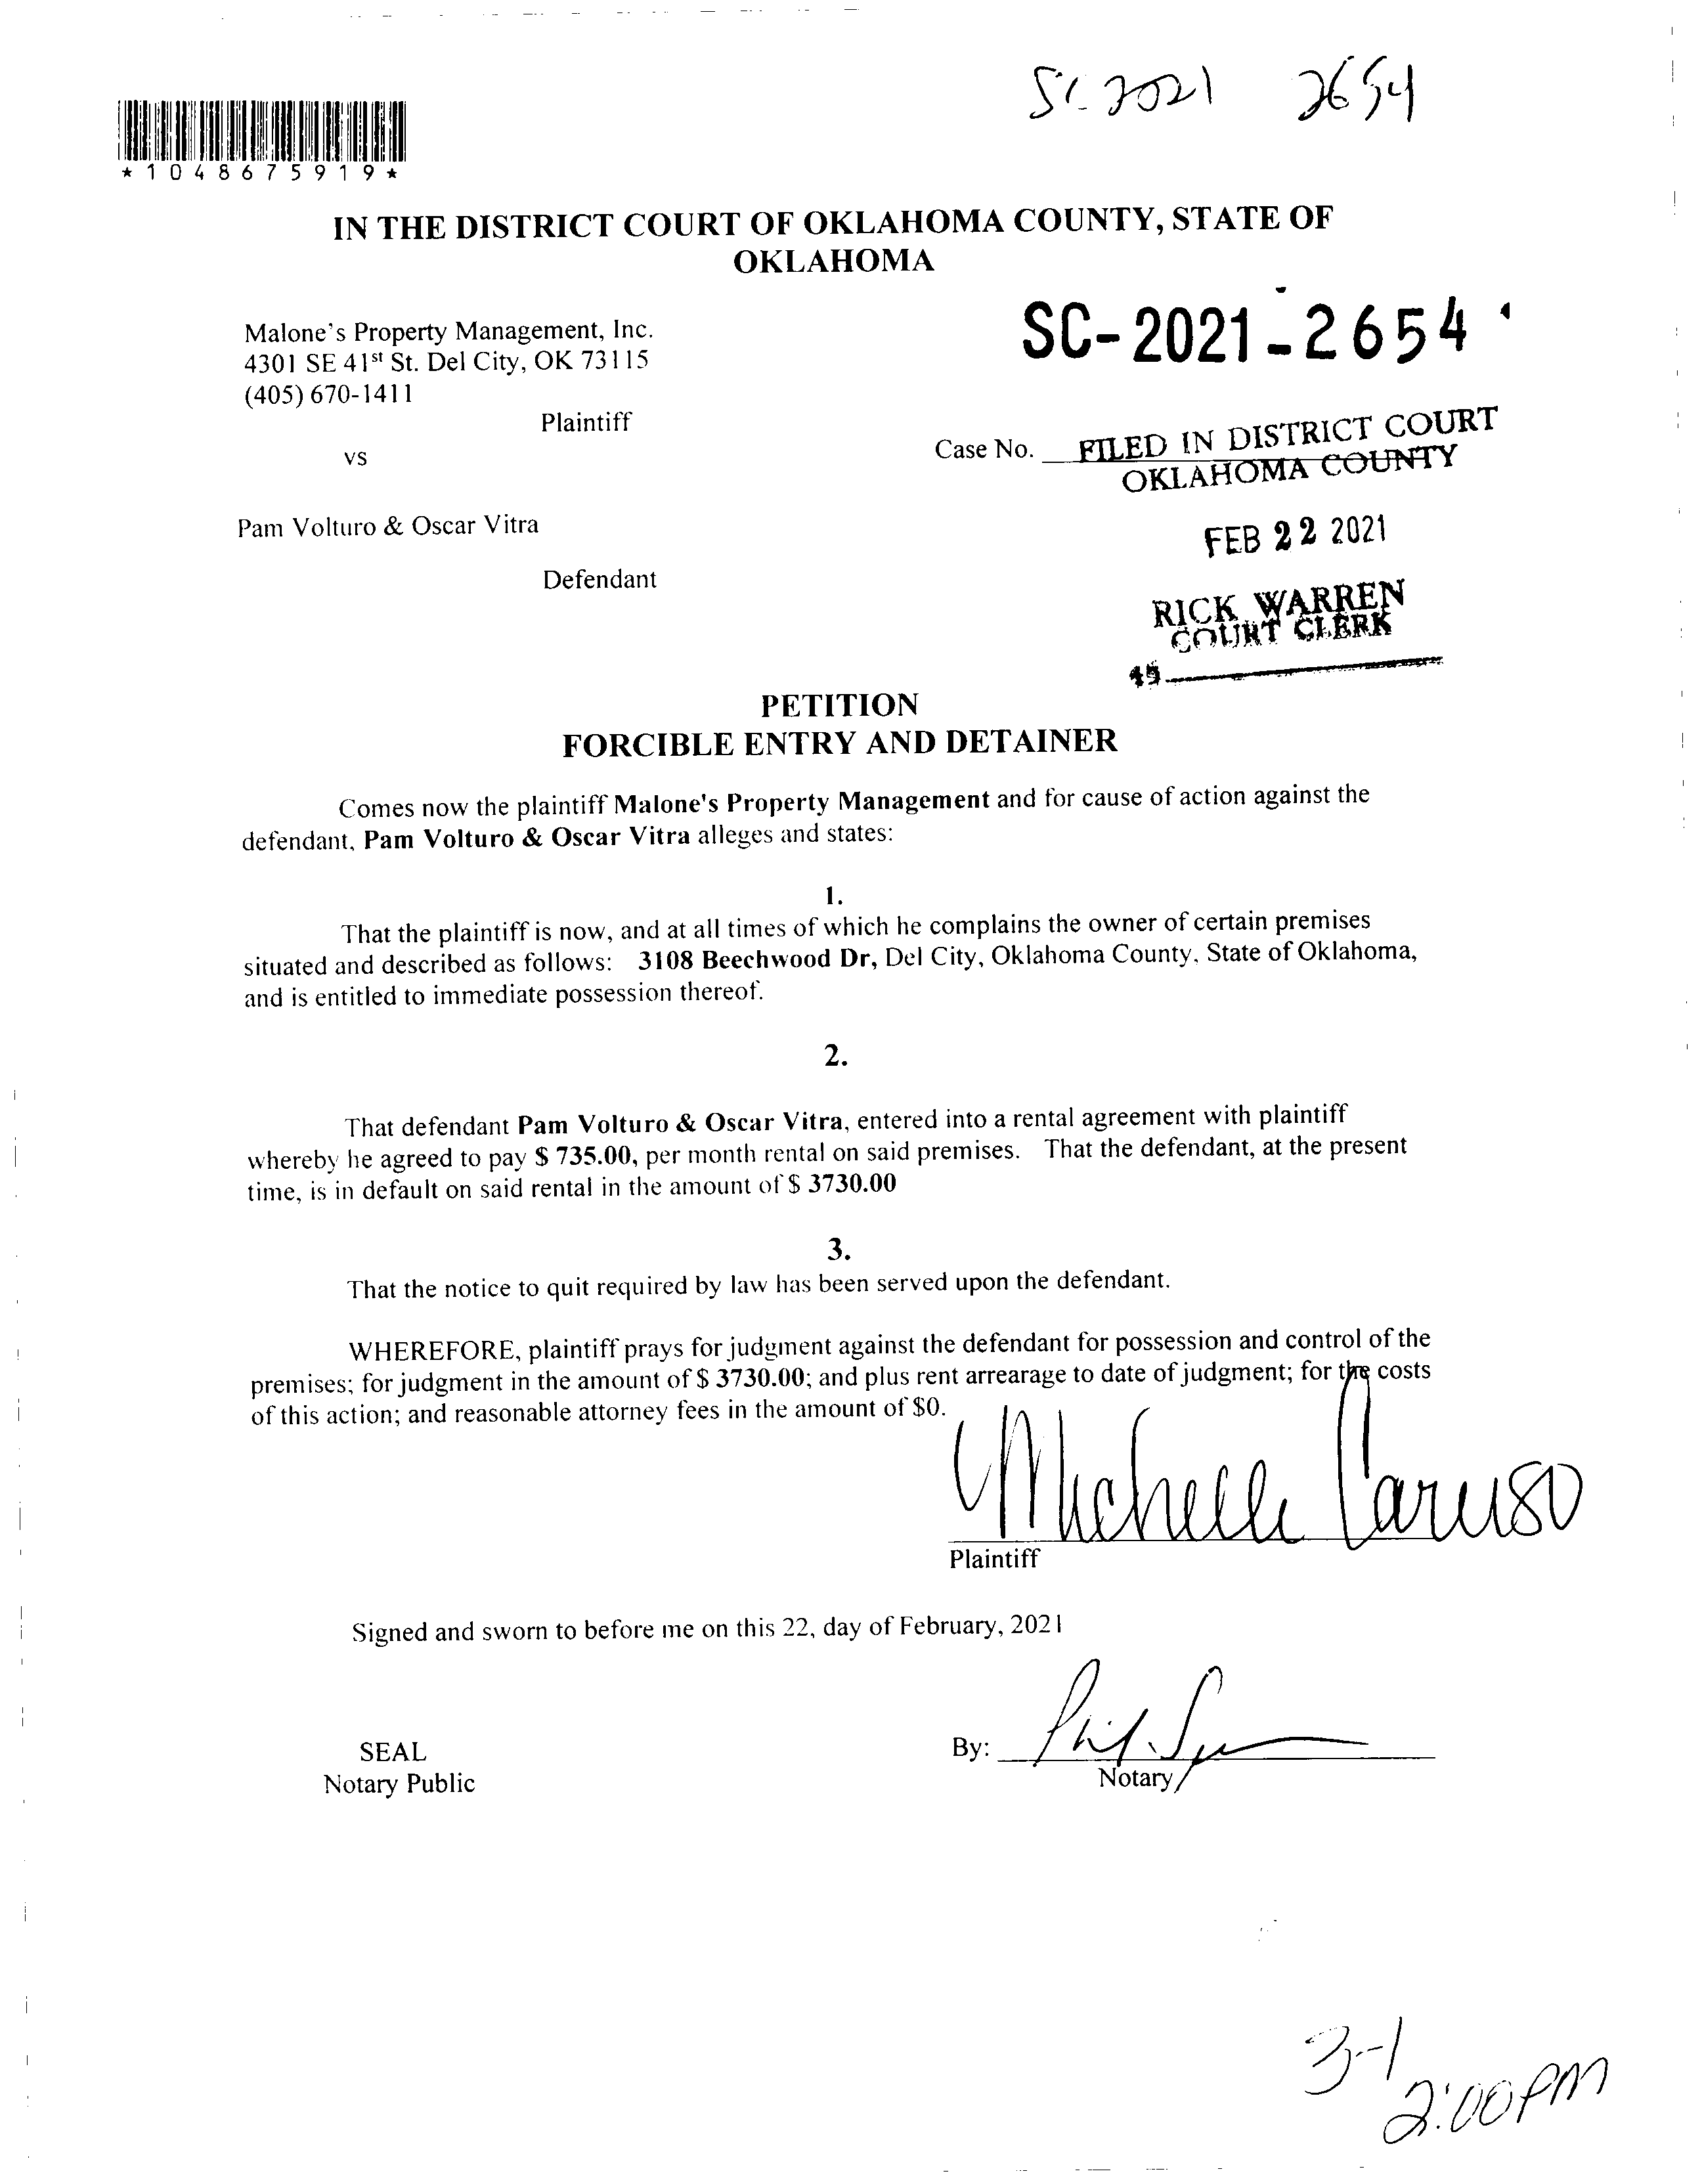 SC 2021 2654
*1048675919*
IN THE DISTRICT COURT OF OKLAHOMA COUNTY, STATE OF
OKLAHOMA
Malone's Property Management, Inc.
4301 SE 41st St. Del City, OK 73115
(405) 670-1411
Plaintiff
vs
Pam Volturo & Oscar Vitra
Defendant
SC-2021-2654
Case No. FILED IN DISTRICT COURT
OKLAHOMA COUNTY
FEB 22 2021
RICK WARREN
COURT CLERK
45
PETITION
FORCIBLE ENTRY AND DETAINER
Comes now the plaintiff Malone's Property Management and for cause of action against the
defendant, Pam Volturo & Oscar Vitra alleges and states:
1.
That the plaintiff is now, and at all times of which he complains the owner of certain premises
situated and described as follows: 3108 Beechwood Dr, Del City, Oklahoma County, State of Oklahoma,
and is entitled to immediate possession thereof.
2.
That defendant Pam Volturo & Oscar Vitra, entered into a rental agreement with plaintiff
whereby he agreed to pay $ 735.00, per month rental on said premises. That the defendant, at the present
time, is in default on said rental in the amount of $ 3730.00
3.
That the notice to quit required by law has been served upon the defendant.
WHEREFORE, plaintiff prays for judgment against the defendant for possession and control of the
premises; for judgment in the amount of $ 3730.00; and plus rent arrearage to date of judgment; for the costs
of this action; and reasonable attorney fees in the amount of $0.
Michelle Caruso
Plaintiff
Signed and sworn to before me on this 22, day of February, 2021
SEAL
Notary Public
By:
Notary
3-1
2:00 PM